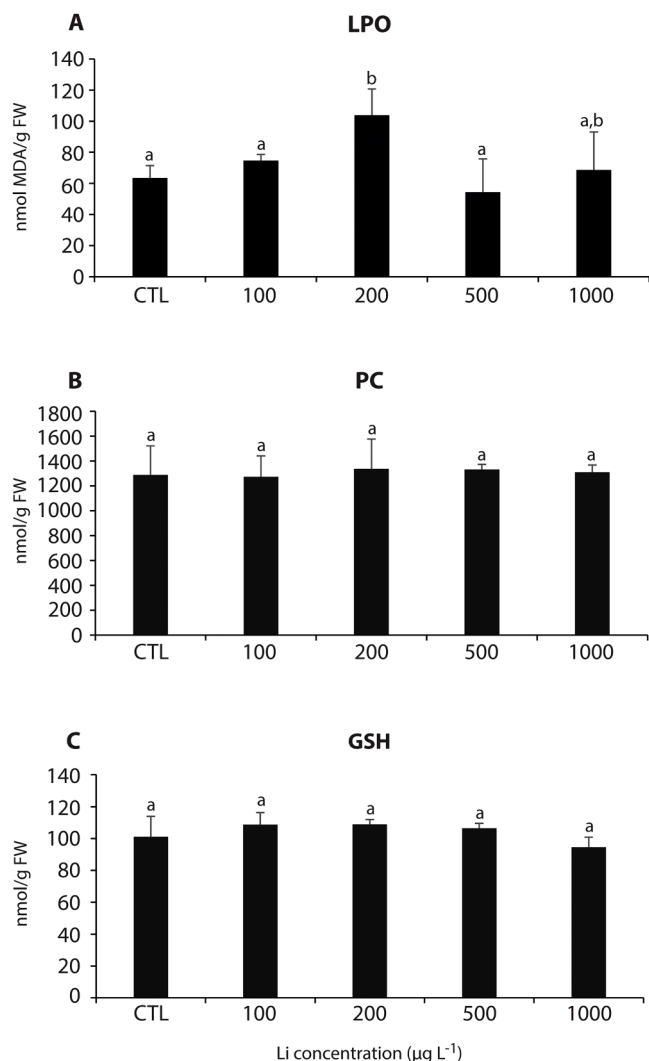 A LPO
nmol MDA/g FW
140
120
100
80
60
40
20
0
a a b a a,b
CTL 100 200 500 1000
B PC
nmol/g FW
1800
1600
1400
1200
1000
800
600
400
200
0
a a a a a
CTL 100 200 500 1000
C GSH
nmol/g FW
140
120
100
80
60
40
20
0
a a a a a
CTL 100 200 500 1000
Li concentration (µg L⁻¹)